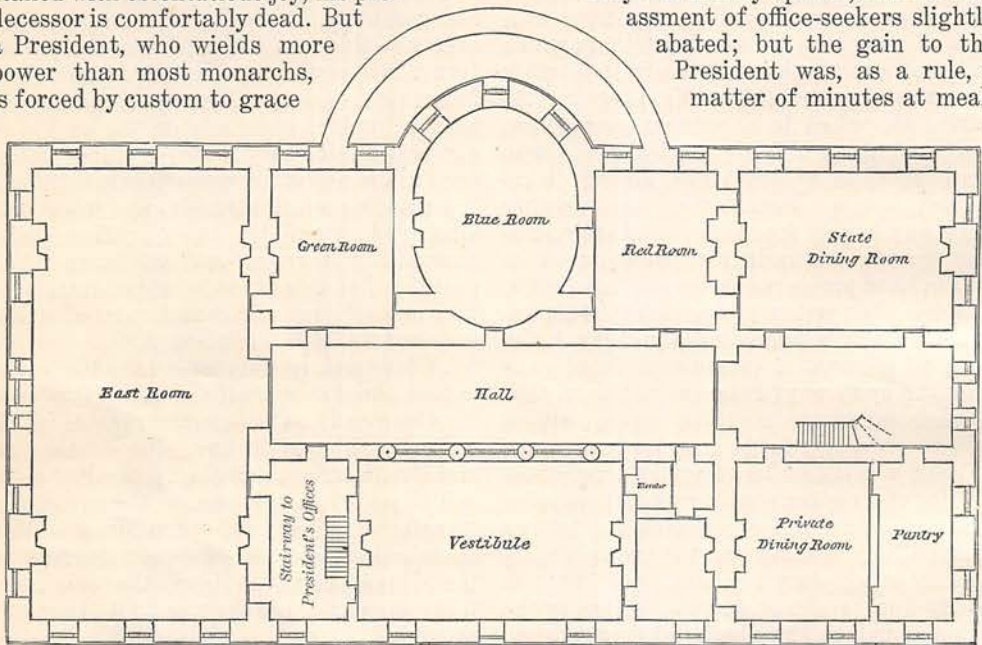 decessor is comfortably dead. But
a President, who wields more
power than most monarchs,
s forced by custom to grace
assment of office-seekers slightl
abated; but the gain to th
President was, as a rule,
matter of minutes at meal
Green Room
Blue Room
Red Room
State
Dining Room
East Room
Hall
Stairway to
President's Offices
Vestibule
Elevator
Private
Dining Room
Pantry